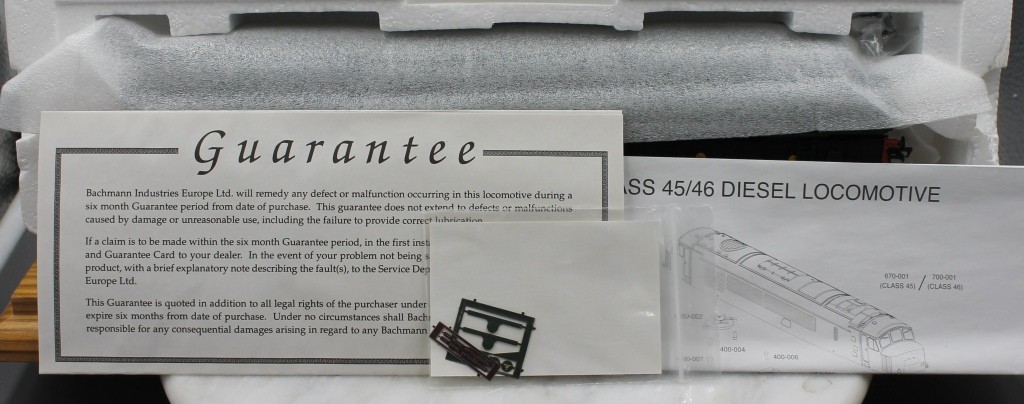 Guarantee
Bachmann Industries Europe Ltd. will remedy any defect or malfunction occurring in this locomotive during a
six month Guarantee period from date of purchase. This guarantee does not extend to defects or malfunctions
caused by damage or unreasonable use, including the failure to provide correct lubrication.
If a claim is to be made within the six month Guarantee period, in the first
and Guarantee Card to your dealer. In the event of your problem not being
product, with a brief explanatory note describing the fault(s), to the Service
Europe Ltd.
This Guarantee is quoted in addition to all legal rights of the purchaser under
expire six months from date of purchase. Under no circumstances shall
responsible for any consequential damages arising in regard to any Bachmann
45/46 DIESEL LOCOMOTIVE
670-001 / 700-001
(CLASS 45) (CLASS 46)
400-004
400-006